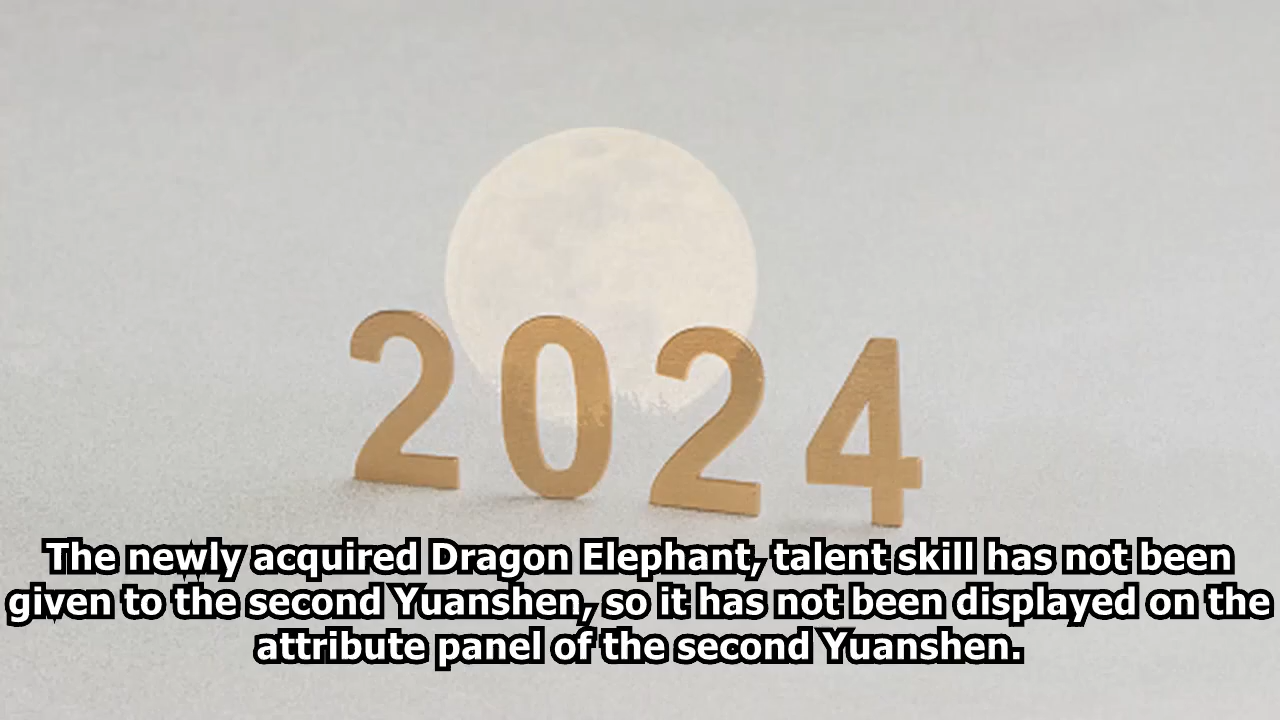 2024
The newly acquired Dragon Elephant, talent skill has not been
given to the second Yuanshen, so it has not been displayed on the
attribute panel of the second Yuanshen.